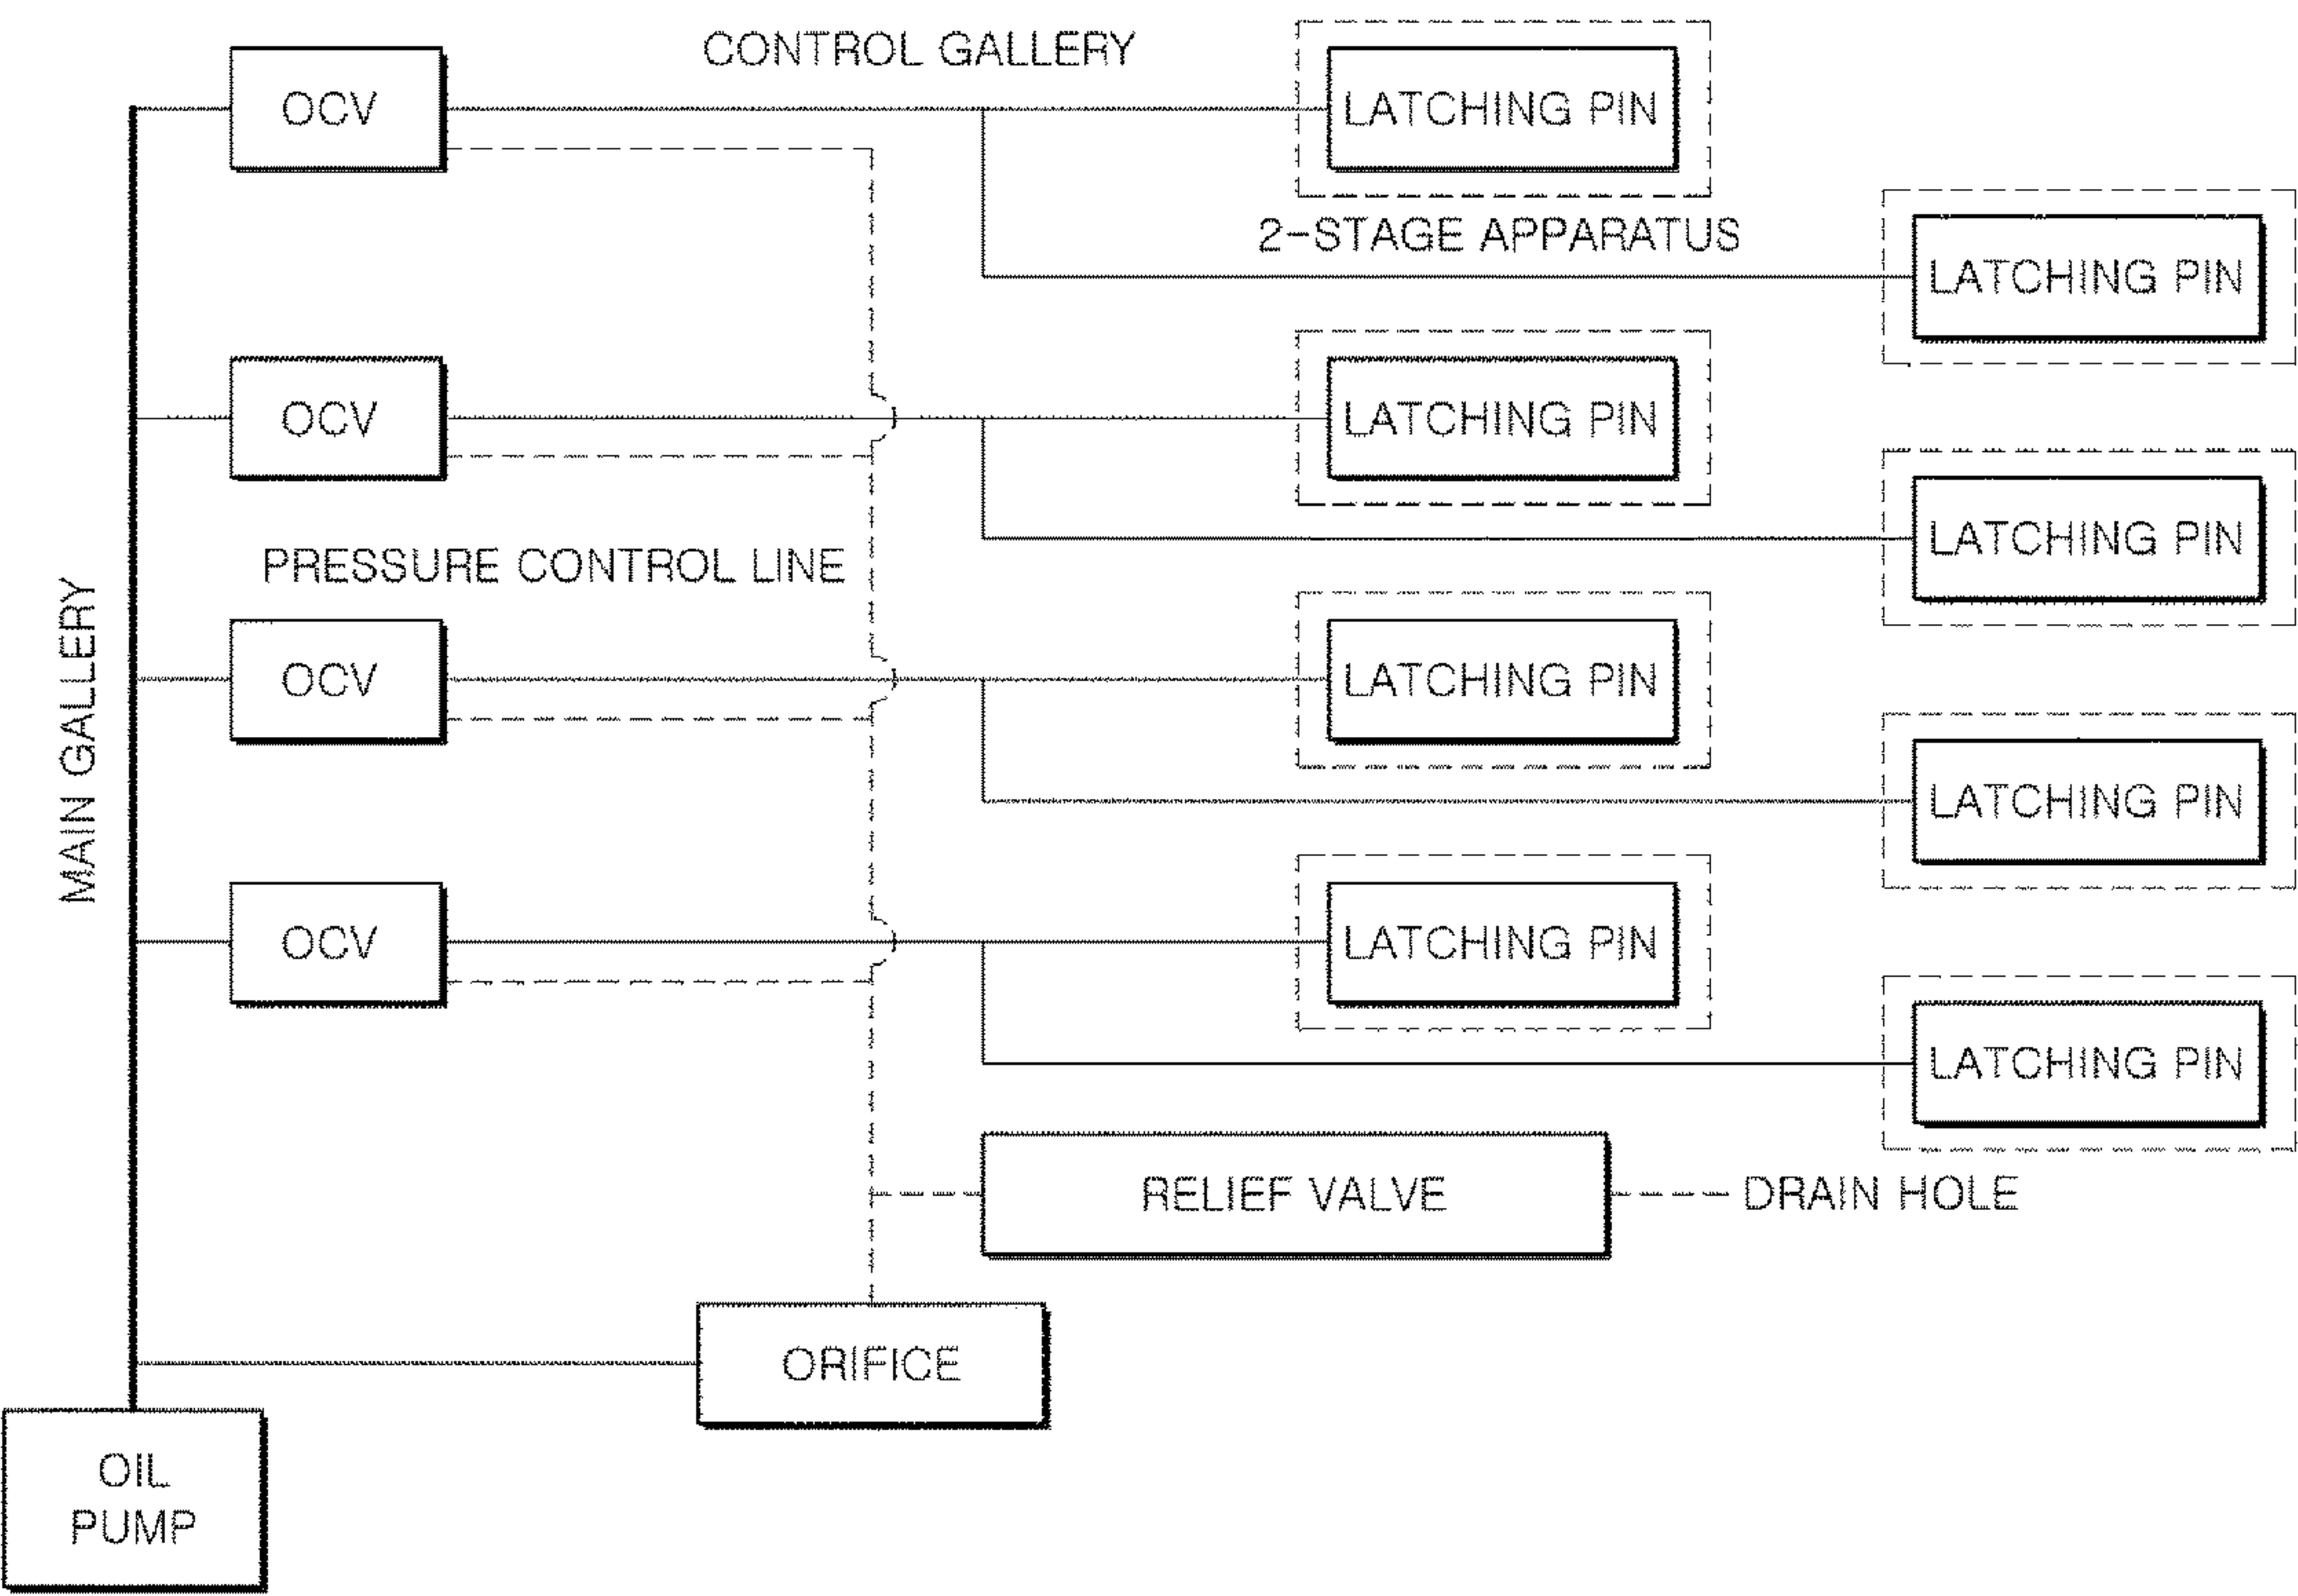 CONTROL GALLERY
OCV
LATCHING PIN
2-STAGE APPARATUS
LATCHING PIN
OCV
LATCHING PIN
LATCHING PIN
PRESSURE CONTROL LINE
MAIN GALLERY
OCV
LATCHING PIN
LATCHING PIN
OCV
LATCHING PIN
LATCHING PIN
RELIEF VALVE
DRAIN HOLE
ORIFICE
OIL
PUMP